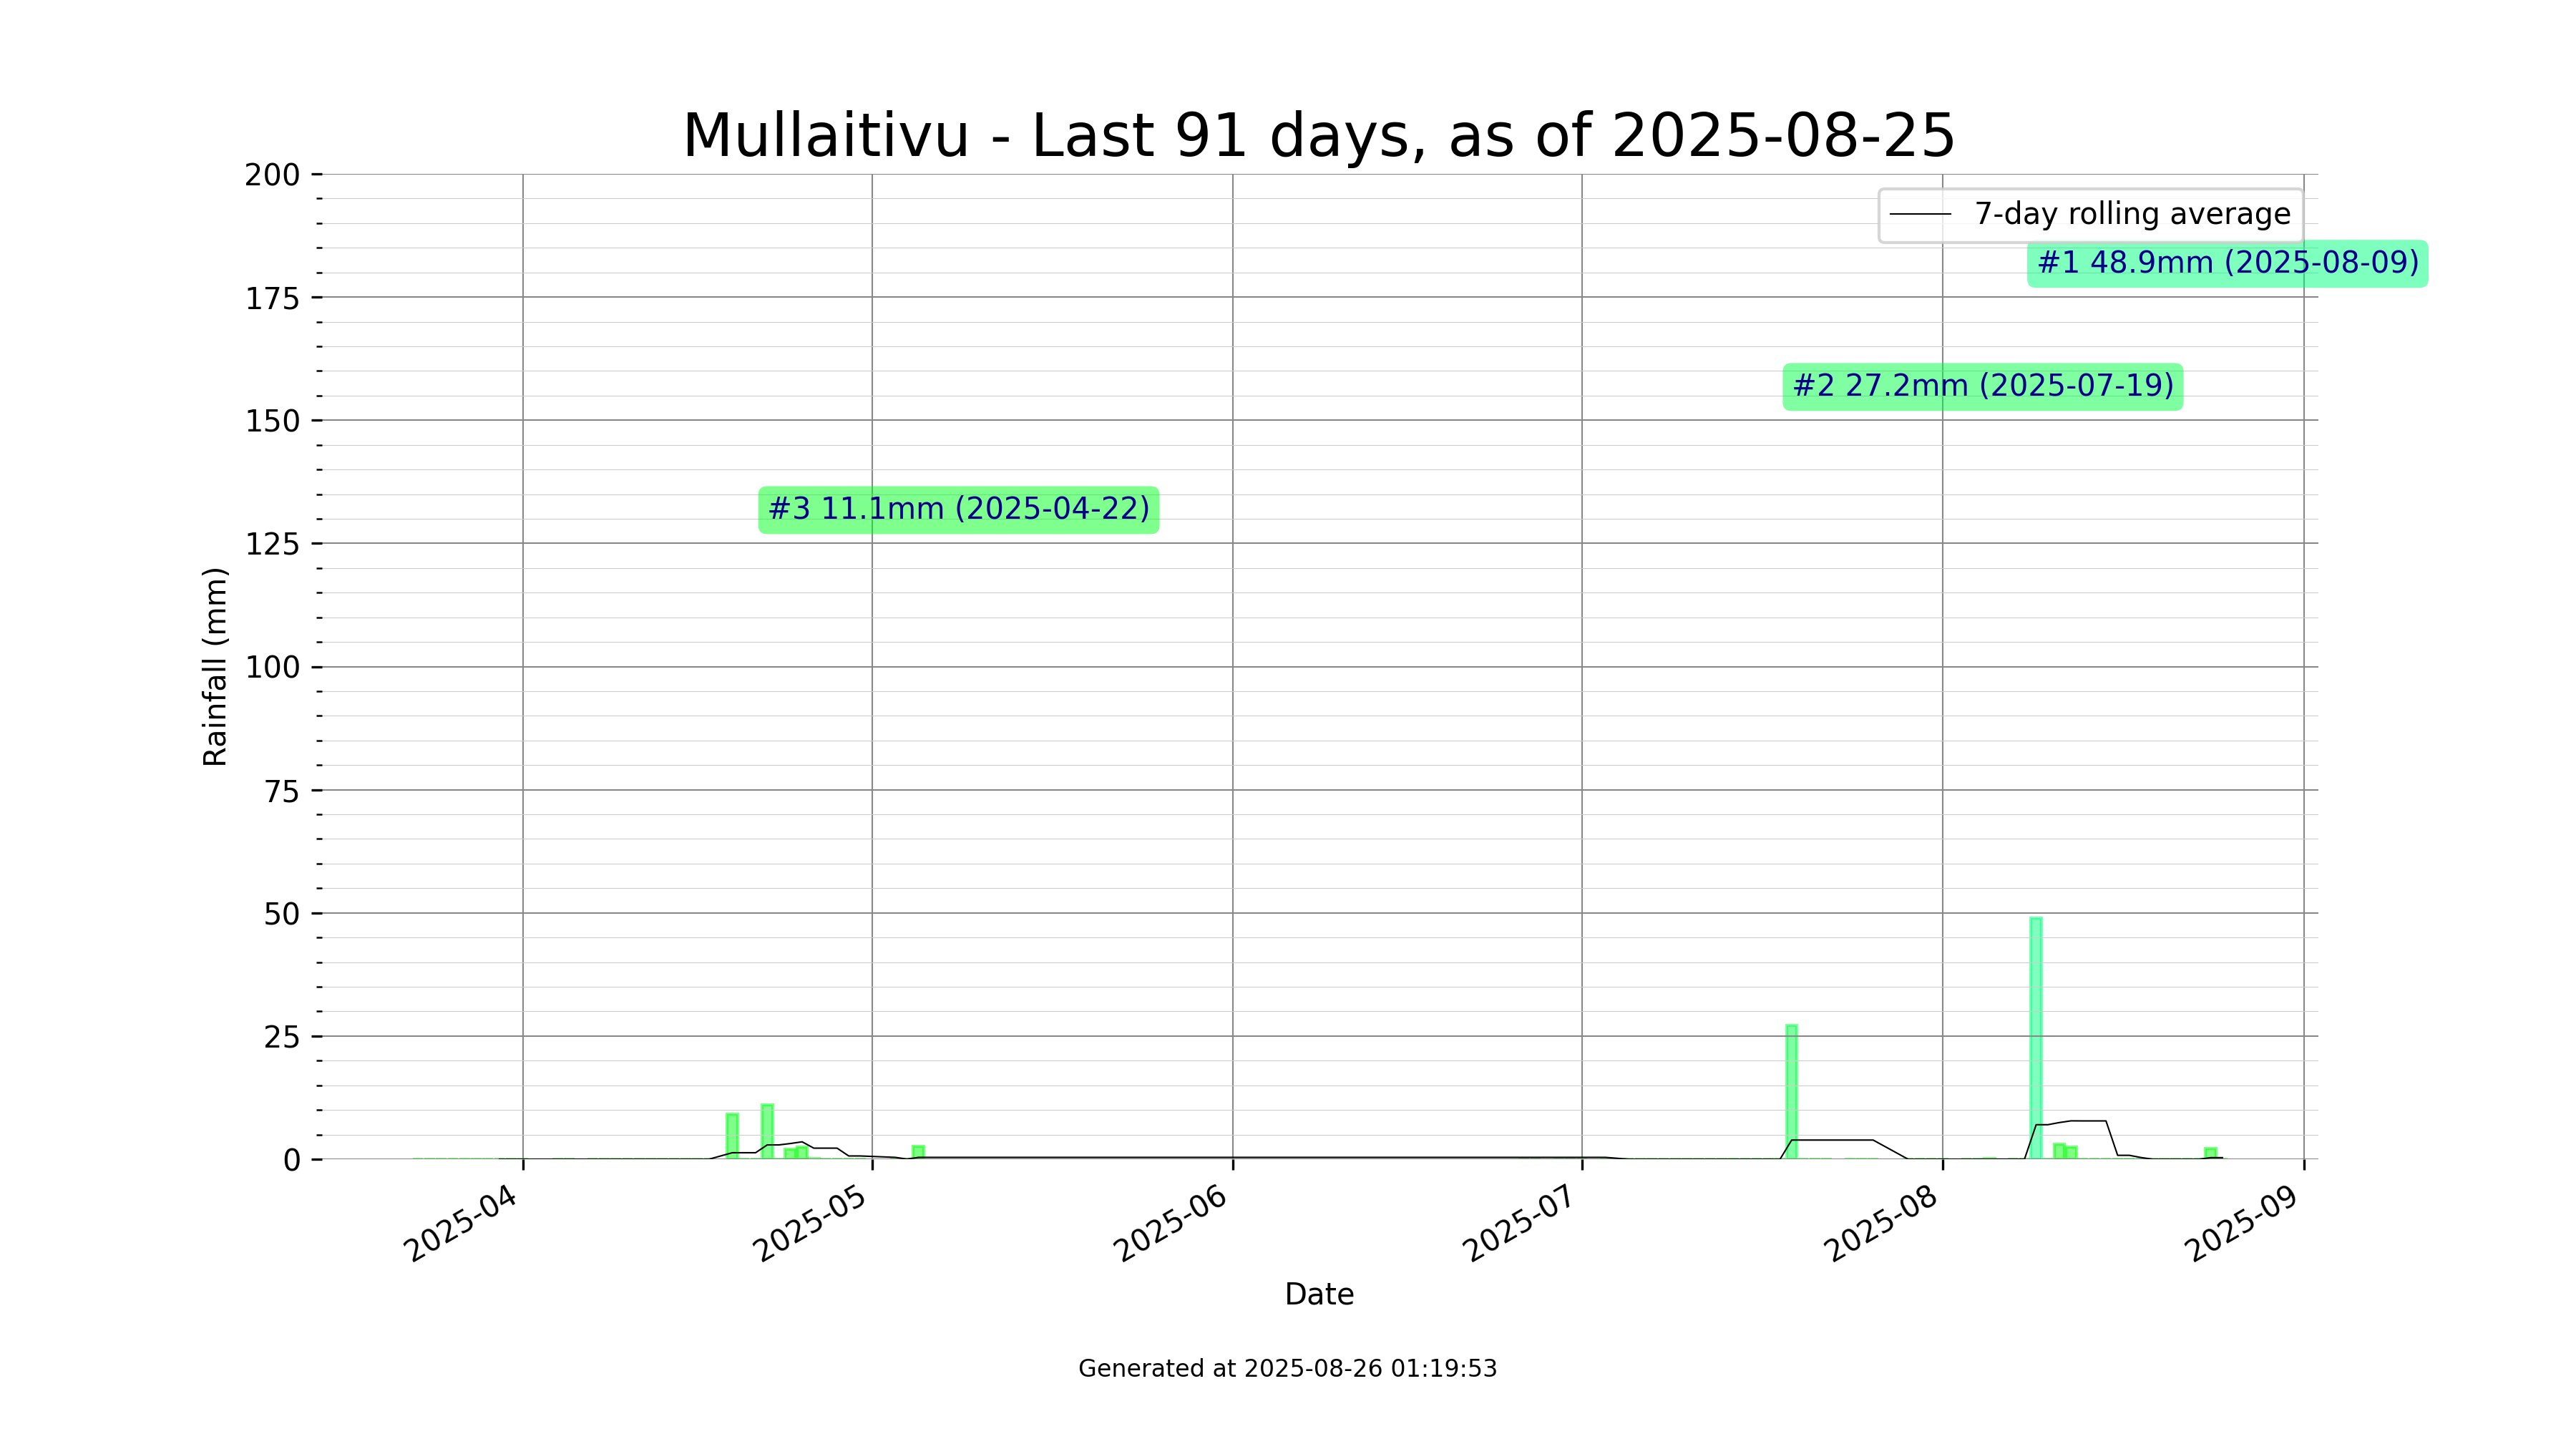 Mullaitivu - Last 91 days, as of 2025-08-25
200
175
150
125
100
75
50
25
0
Rainfall (mm)
7-day rolling average
#1 48.9mm (2025-08-09)
#2 27.2mm (2025-07-19)
#3 11.1mm (2025-04-22)
2025-04
2025-05
2025-06
2025-07
2025-08
2025-09
Date
Generated at 2025-08-26 01:19:53